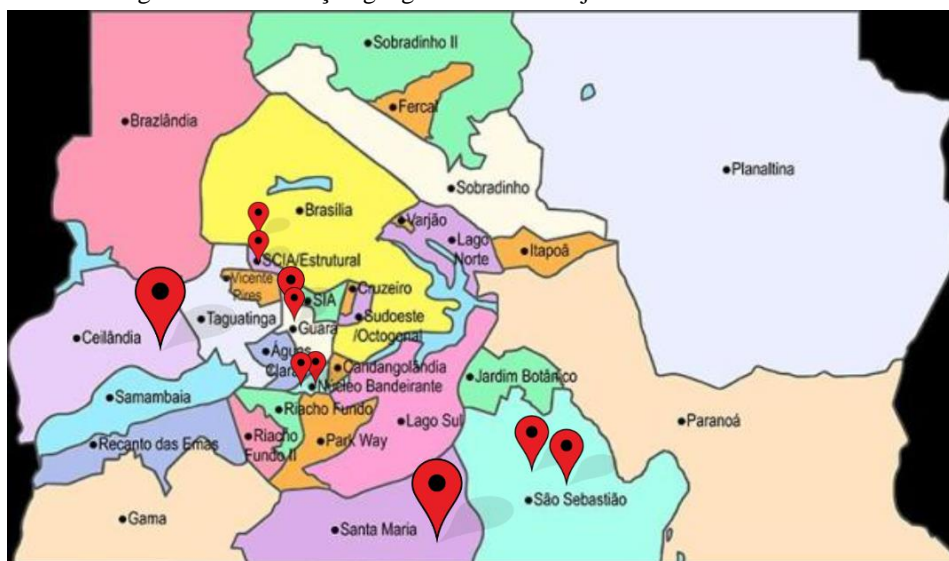 Sobradinho II
Fercal
Brazlândia
Planaltina
Sobradinho
Brasília
Varjão
Lago
Norte
Itapoã
SCIA/Estrutural
Vicente
Pires
Cruzeiro
SIA
Taguatinga
Sudoeste
/Octogonal
Guará
Ceilândia
Águas
Candangolândia
Jardim Botânico
Núcleo Bandeirante
Samambaia
Riacho Fundo
Lago Sul
Paranoá
Recanto das Emas
Riacho
Fundo II
Park Way
São Sebastião
Gama
Santa Maria